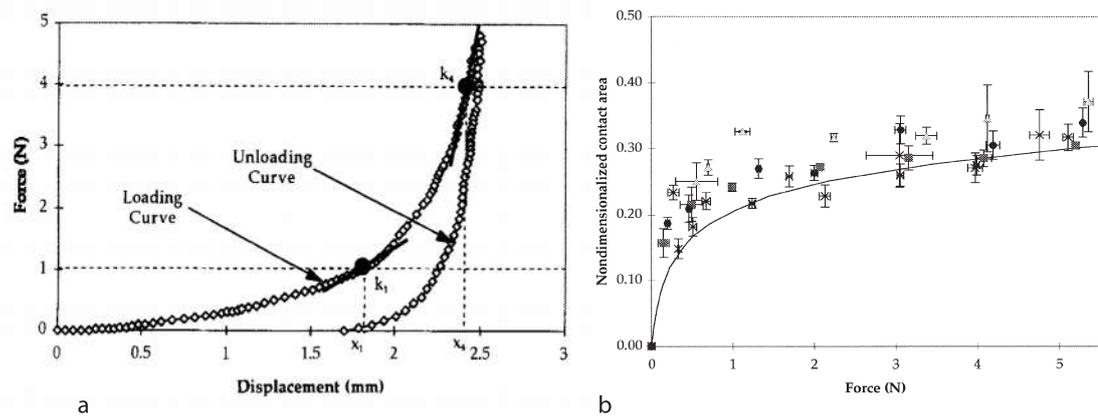 5
4
3
2
1
0
Force (N)
k₄
Unloading
Curve
Loading
Curve
k₁
x₁
x₄
0
0.5
1
1.5
2
2.5
3
Displacement (mm)
a
0.50
0.40
0.30
0.20
0.10
0.00
Nondimensionalized contact area
0
1
2
3
4
5
Force (N)
b